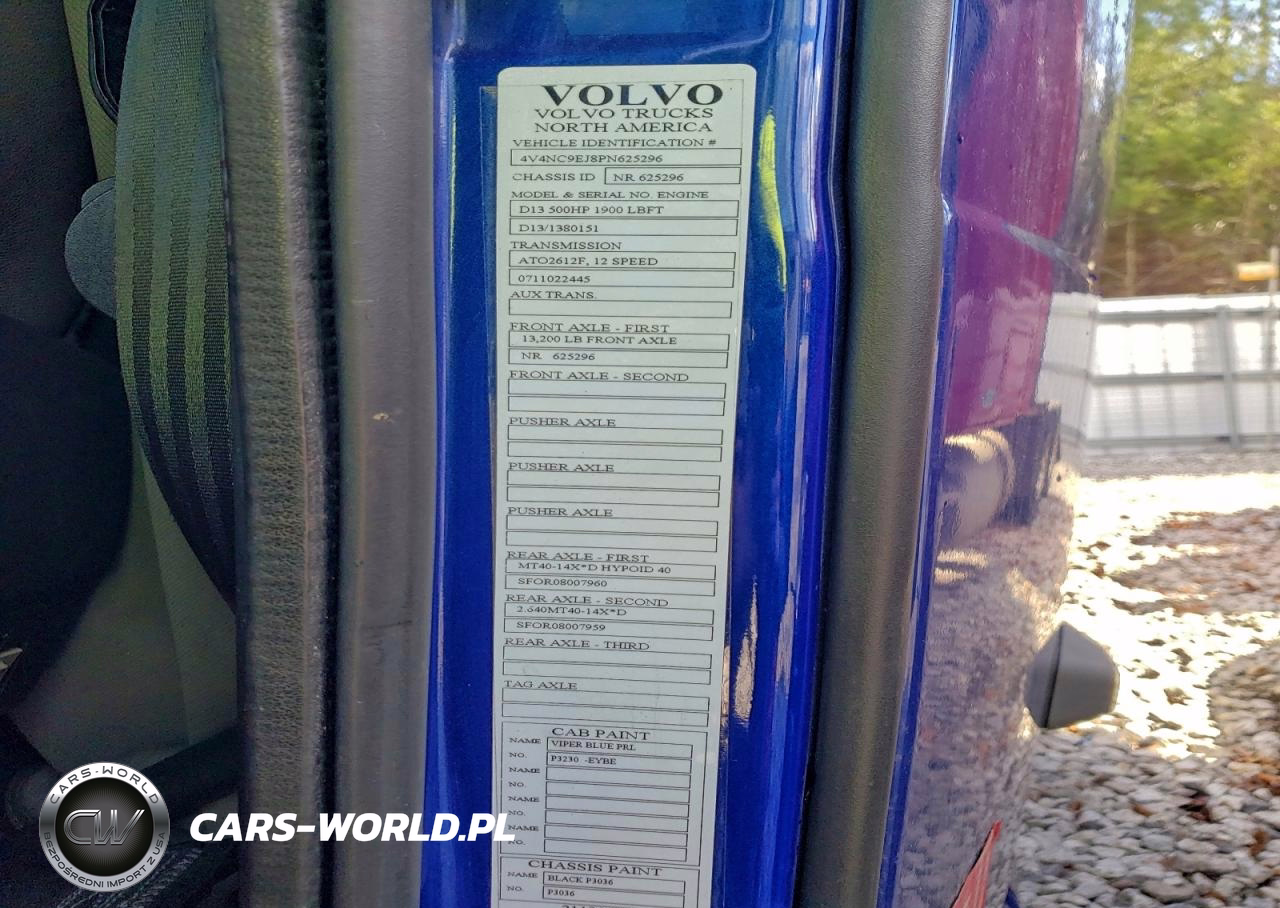 VOLVO
VOLVO TRUCKS
NORTH AMERICA
VEHICLE IDENTIFICATION #
4V4NC9EJ8PN625296
CHASSIS ID NR 625296
MODEL & SERIAL NO. ENGINE
D13 500HP 1900 LBFT
D13/1380151
TRANSMISSION
ATO2612F, 12 SPEED
0711022445
AUX TRANS.
FRONT AXLE - FIRST
13,200 LB FRONT AXLE
NR 625296
FRONT AXLE - SECOND
PUSHER AXLE
PUSHER AXLE
PUSHER AXLE
REAR AXLE - FIRST
MT40-14X*D HYPOID 40
SFOR08007960
REAR AXLE - SECOND
2.640MT40-14X*D
SFOR08007959
REAR AXLE - THIRD
TAG AXLE
CAB PAINT
NAME VIPER BLUE PRL
NO. P3230 -EYBE
NAME
NO.
NAME
NO.
NAME
NO.
CHASSIS PAINT
NAME BLACK P3036
NO. P3036
CARS-WORLD
CW
BEZPOŚREDNI IMPORT Z USA
CARS-WORLD.PL